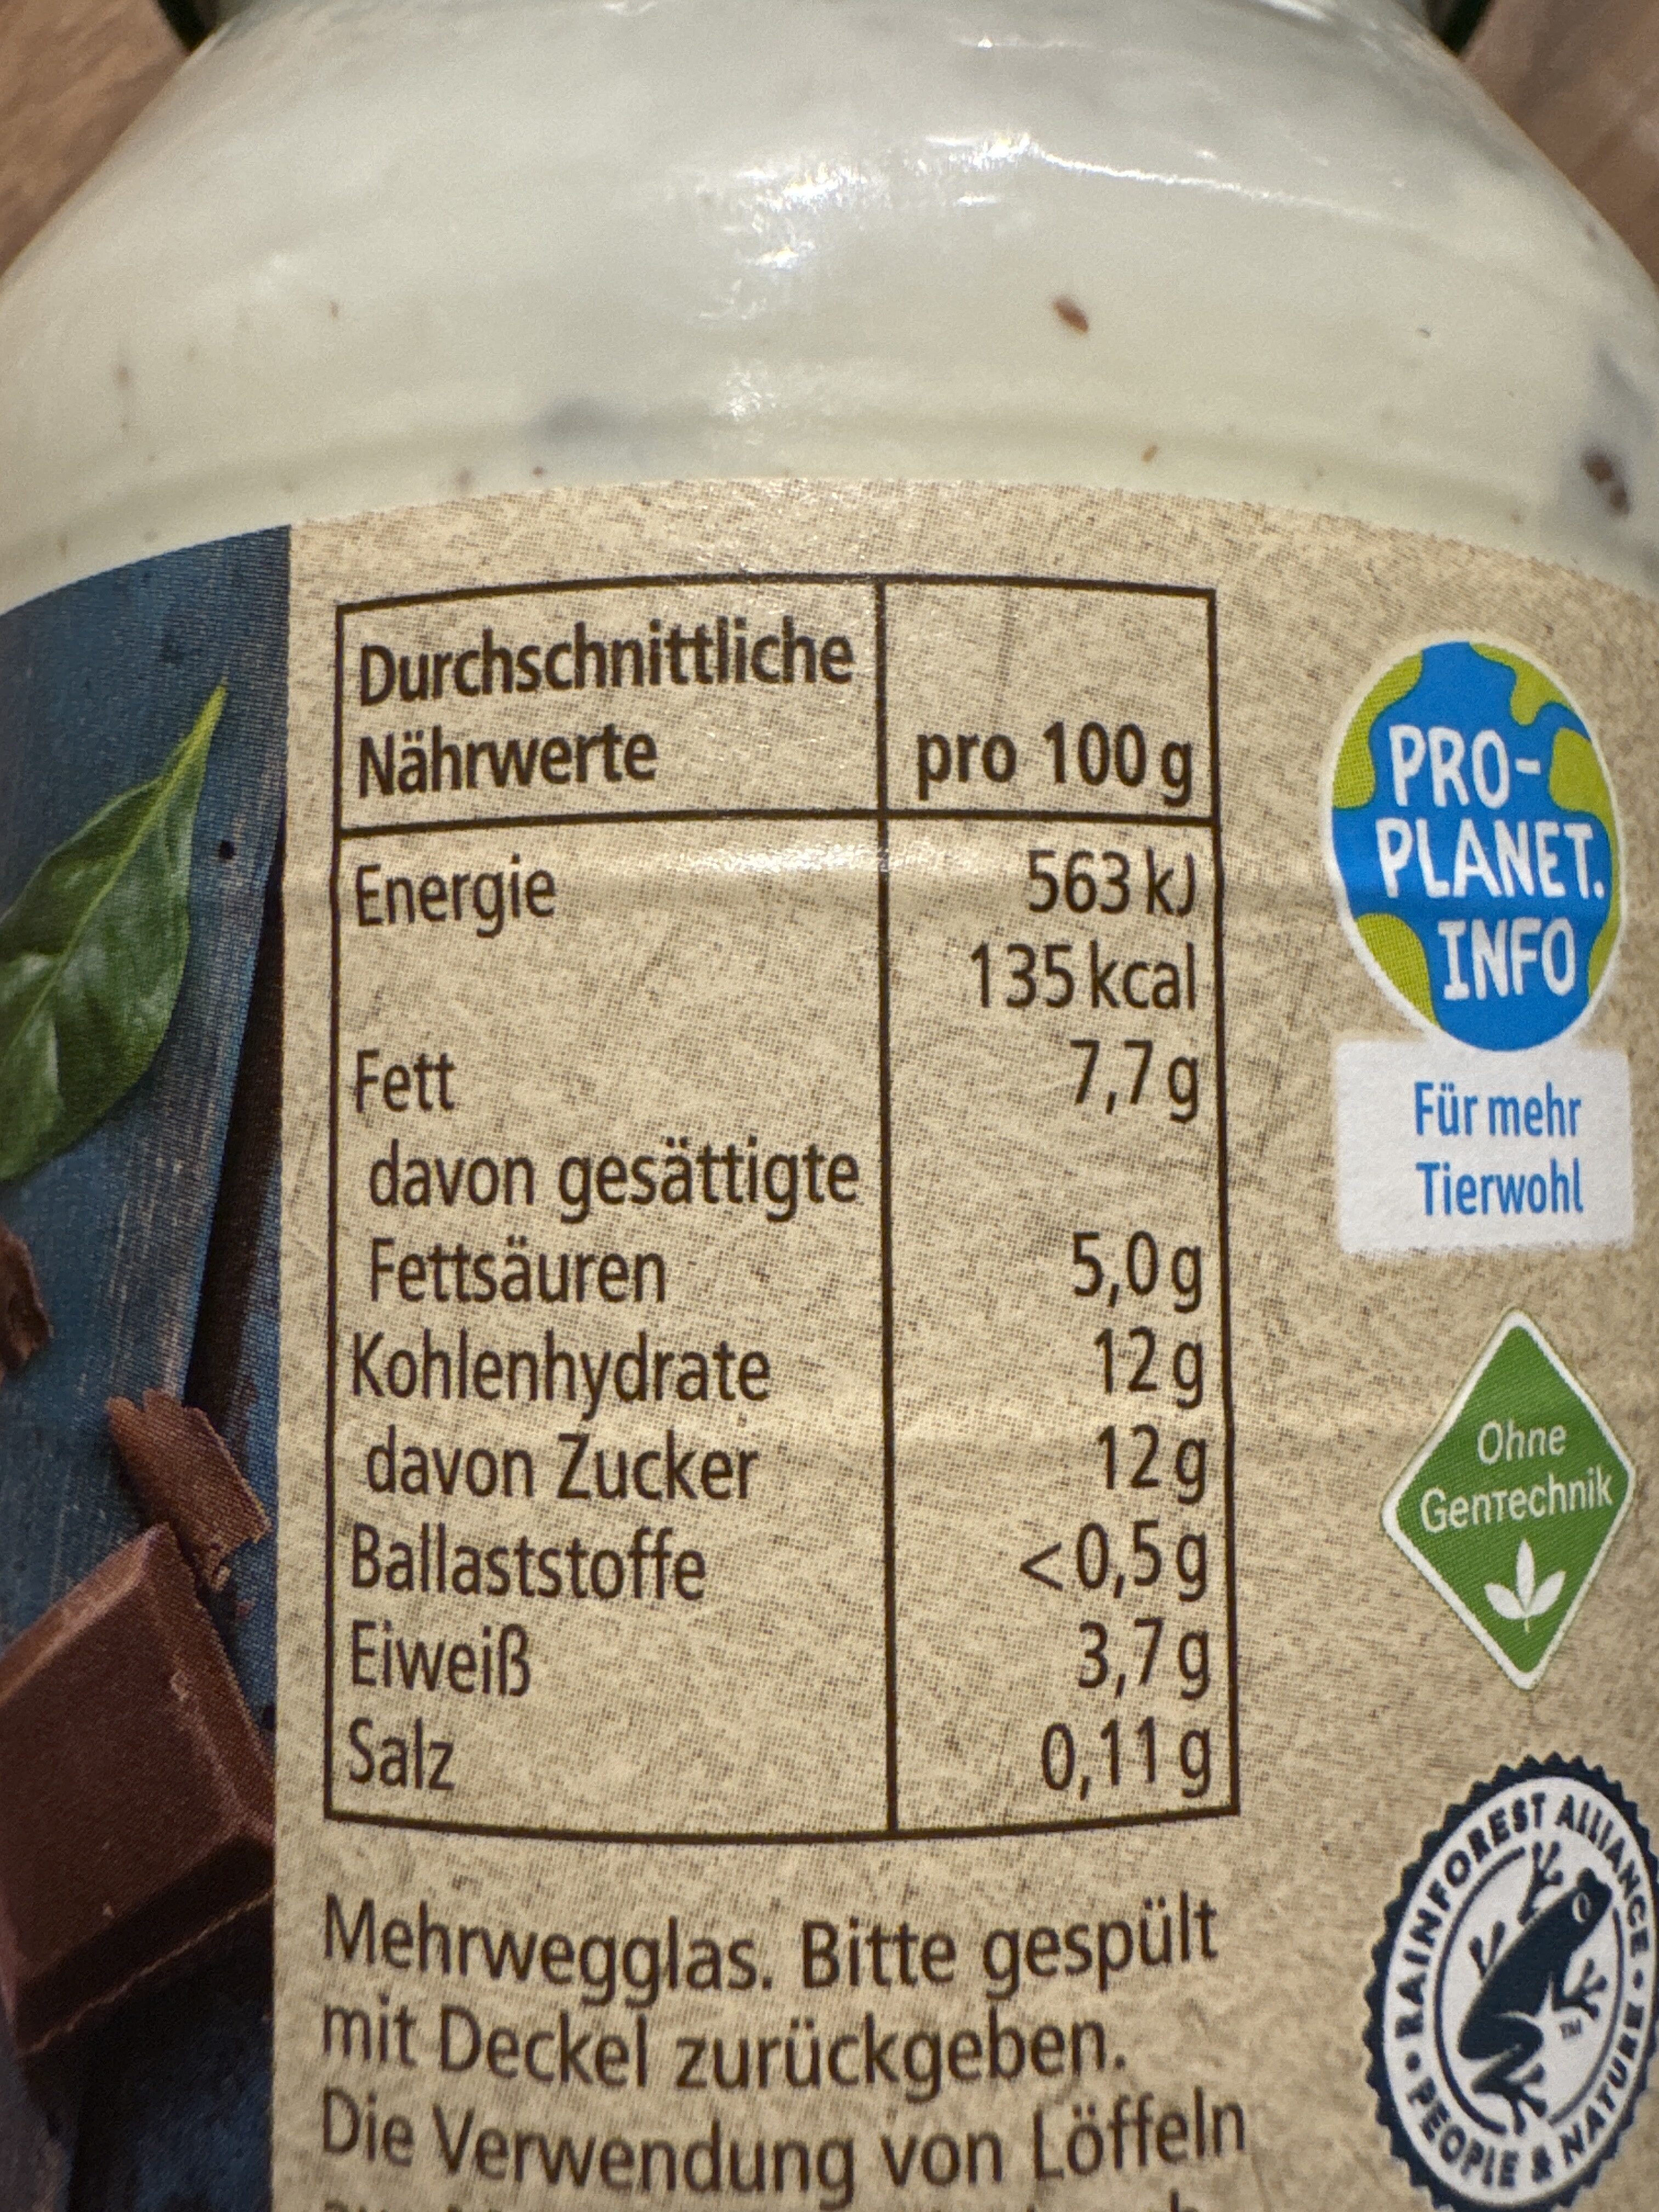 Durchschnittliche
Nährwerte pro 100 g
Energie 563 kJ
135 kcal
Fett 7,7 g
davon gesättigte
Fettsäuren 5,0 g
Kohlenhydrate 12 g
davon Zucker 12 g
Ballaststoffe <0,5 g
Eiweiß 3,7 g
Salz 0,11 g
Mehrwegglas. Bitte gespült
mit Deckel zurückgeben.
Die Verwendung von Löffeln
PRO-
PLANET.
INFO
Für mehr
Tierwohl
Ohne
GenTechnik
RAINFOREST ALLIANCE
PEOPLE & NATURE
TM